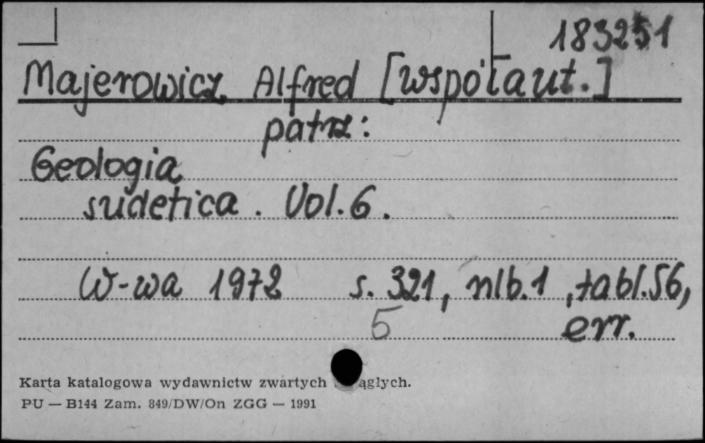 183251
Majerowicz Alfred [współaut.]
patrz:
Geologia
sudetica. Vol. 6.
W-wa 1972 s. 321, nlb. 1, tabl. 56,
5 err.
Karta katalogowa wydawnictw zwartych ągłych.
PU — B144 Zam. 849/DW/On ZGG — 1991